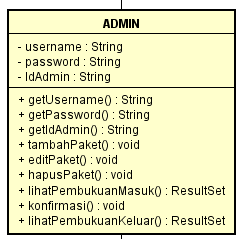 ADMIN
- username : String
- password : String
- IdAdmin : String
+ getUsername() : String
+ getPassword() : String
+ getIdAdmin() : String
+ tambahPaket() : void
+ editPaket() : void
+ hapusPaket() : void
+ lihatPembukuanMasuk() : ResultSet
+ konfirmasi() : void
+ lihatPembukuanKeluar() : ResultSet